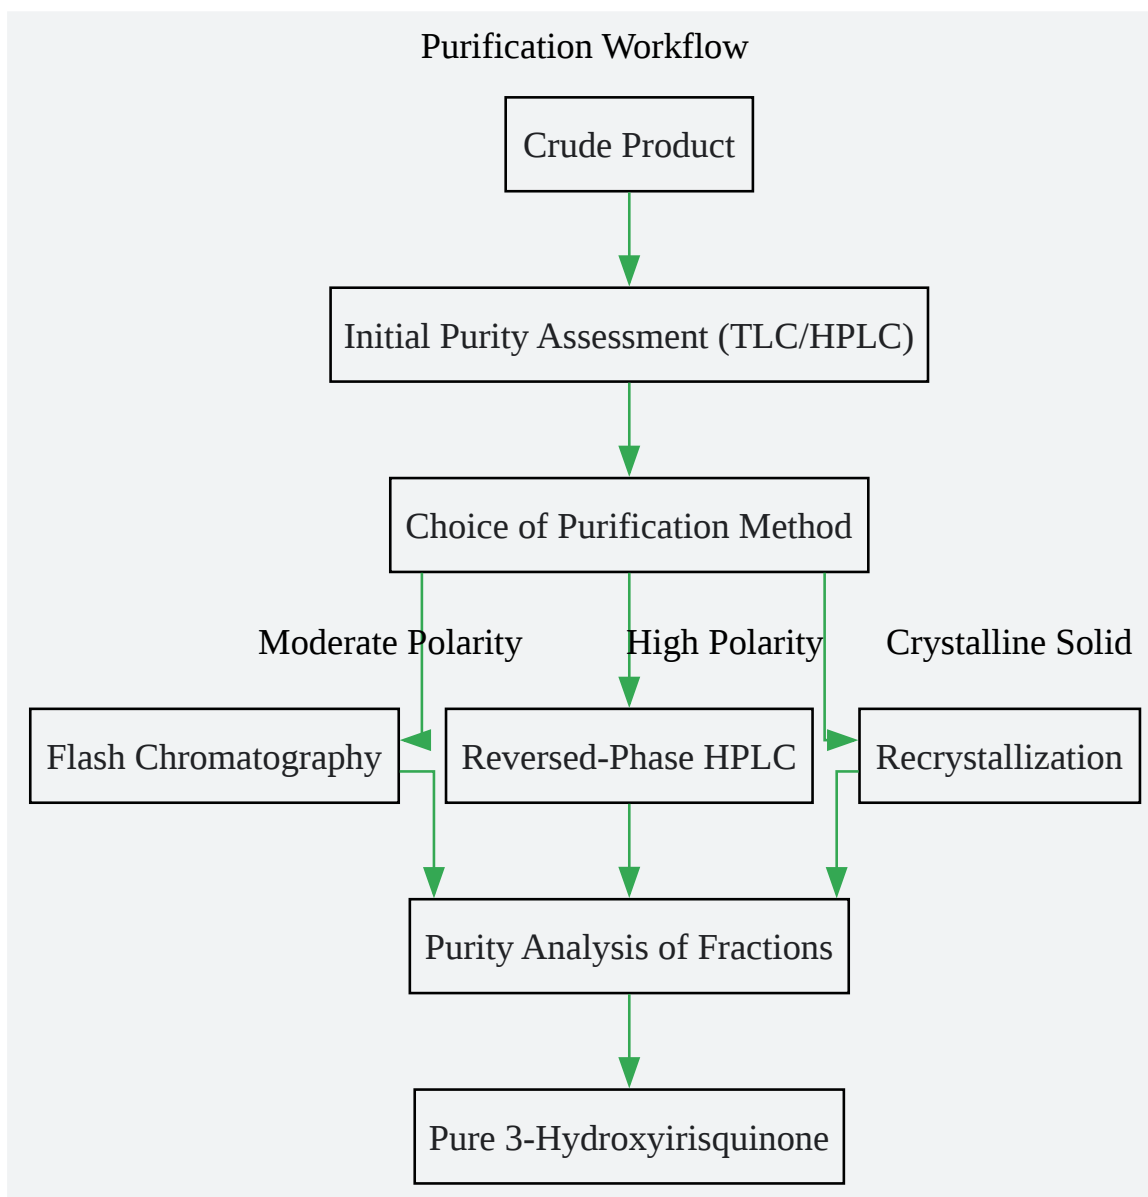 Purification Workflow
Crude Product
Initial Purity Assessment (TLC/HPLC)
Choice of Purification Method
Moderate Polarity
High Polarity
Crystalline Solid
Flash Chromatography
Reversed-Phase HPLC
Recrystallization
Purity Analysis of Fractions
Pure 3-Hydroxyirisquinone